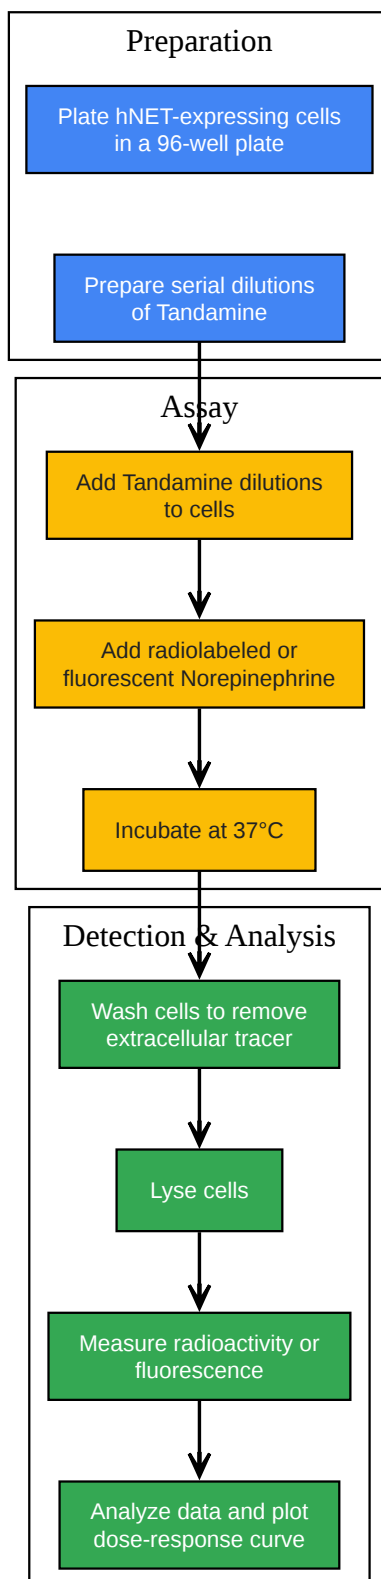 Preparation
Plate hNET-expressing cells
in a 96-well plate
Prepare serial dilutions
of Tandamine
Assay
Add Tandamine dilutions
to cells
Add radiolabeled or
fluorescent Norepinephrine
Incubate at 37°C
Detection & Analysis
Wash cells to remove
extracellular tracer
Lyse cells
Measure radioactivity or
fluorescence
Analyze data and plot
dose-response curve